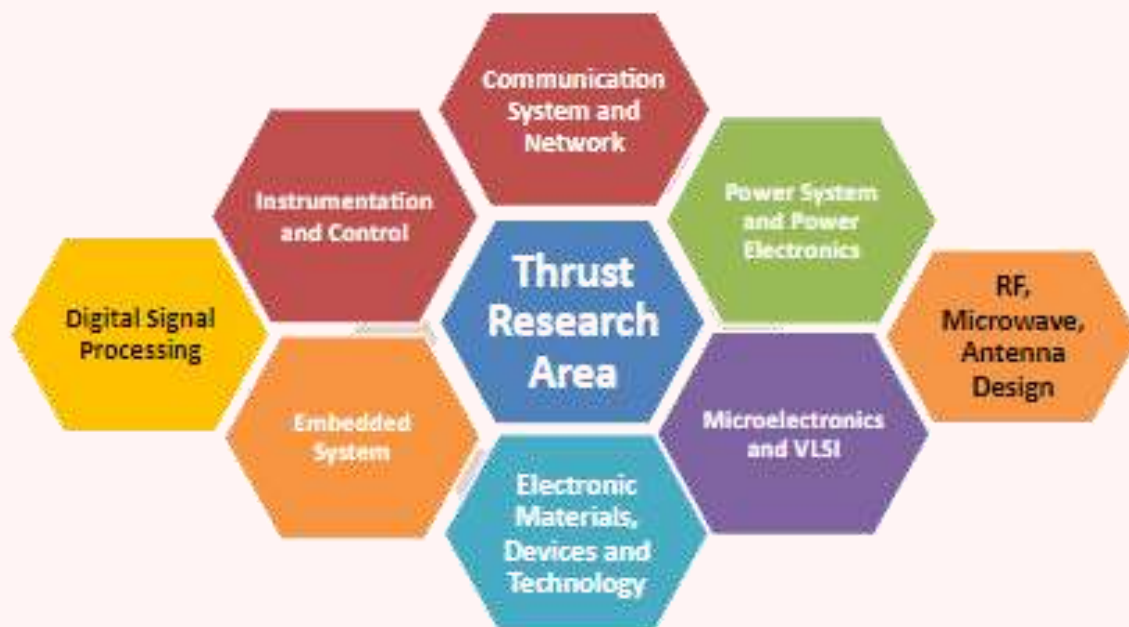 Communication
System and
Network
Instrumentation
and Control
Power System
and Power
Electronics
Thrust
Research
Area
Digital Signal
Processing
RF,
Microwave,
Antenna
Design
Embedded
System
Microelectronics
and VLSI
Electronic
Materials,
Devices and
Technology